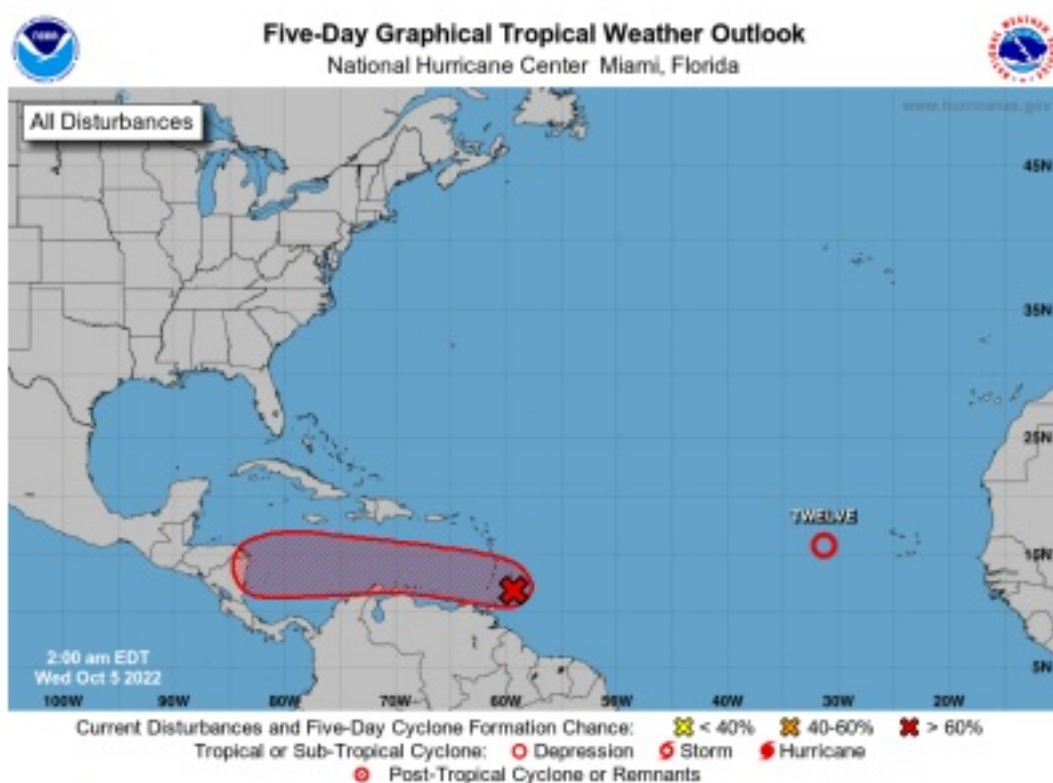 Five-Day Graphical Tropical Weather Outlook
National Hurricane Center Miami, Florida
All Disturbances
www.hurricanes.gov
45N
35N
25N
TWELVE
15N
2:00 am EDT
Wed Oct 5 2022
5N
100W 90W 80W 70W 60W 50W 40W 30W 20W
Current Disturbances and Five-Day Cyclone Formation Chance: < 40% 40-60% > 60%
Tropical or Sub-Tropical Cyclone: Depression Storm Hurricane
Post-Tropical Cyclone or Remnants